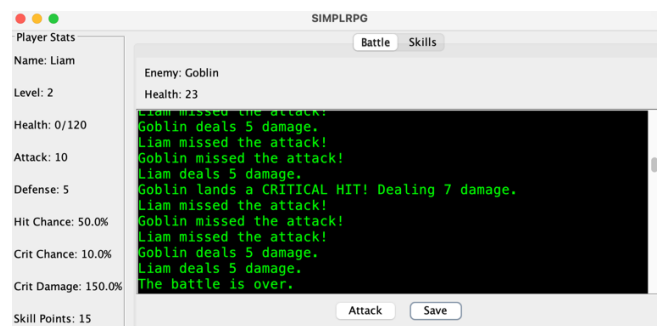 SIMPLRPG
Player Stats
Name: Liam
Level: 2
Health: 0/120
Attack: 10
Defense: 5
Hit Chance: 50.0%
Crit Chance: 10.0%
Crit Damage: 150.0%
Skill Points: 15
Battle Skills
Enemy: Goblin
Health: 23
Liam missed the attack!
Goblin deals 5 damage.
Liam missed the attack!
Goblin missed the attack!
Liam deals 5 damage.
Goblin lands a CRITICAL HIT! Dealing 7 damage.
Liam missed the attack!
Goblin missed the attack!
Liam missed the attack!
Goblin deals 5 damage.
Liam deals 5 damage.
The battle is over.
Attack Save